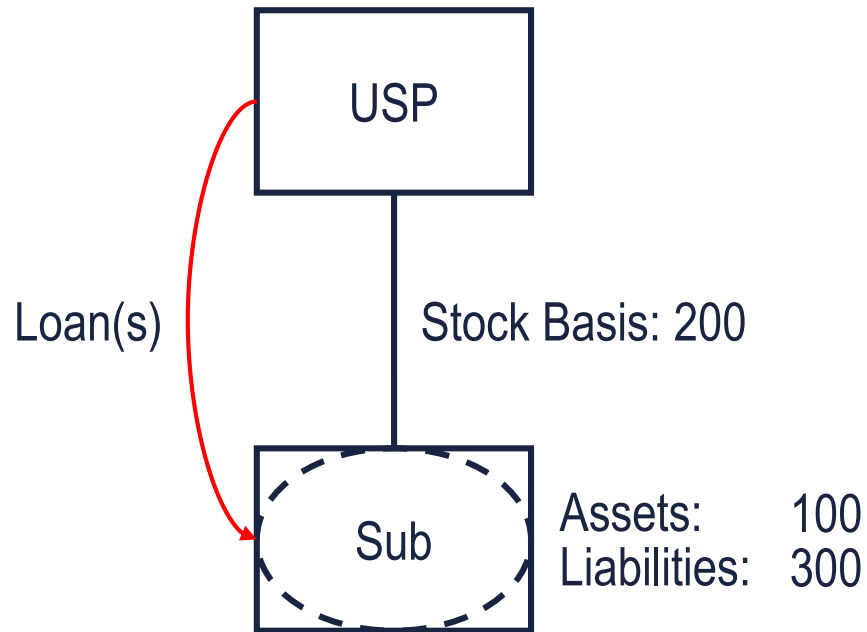 USP
Loan(s)
Stock Basis: 200
Sub
Assets: 100
Liabilities: 300